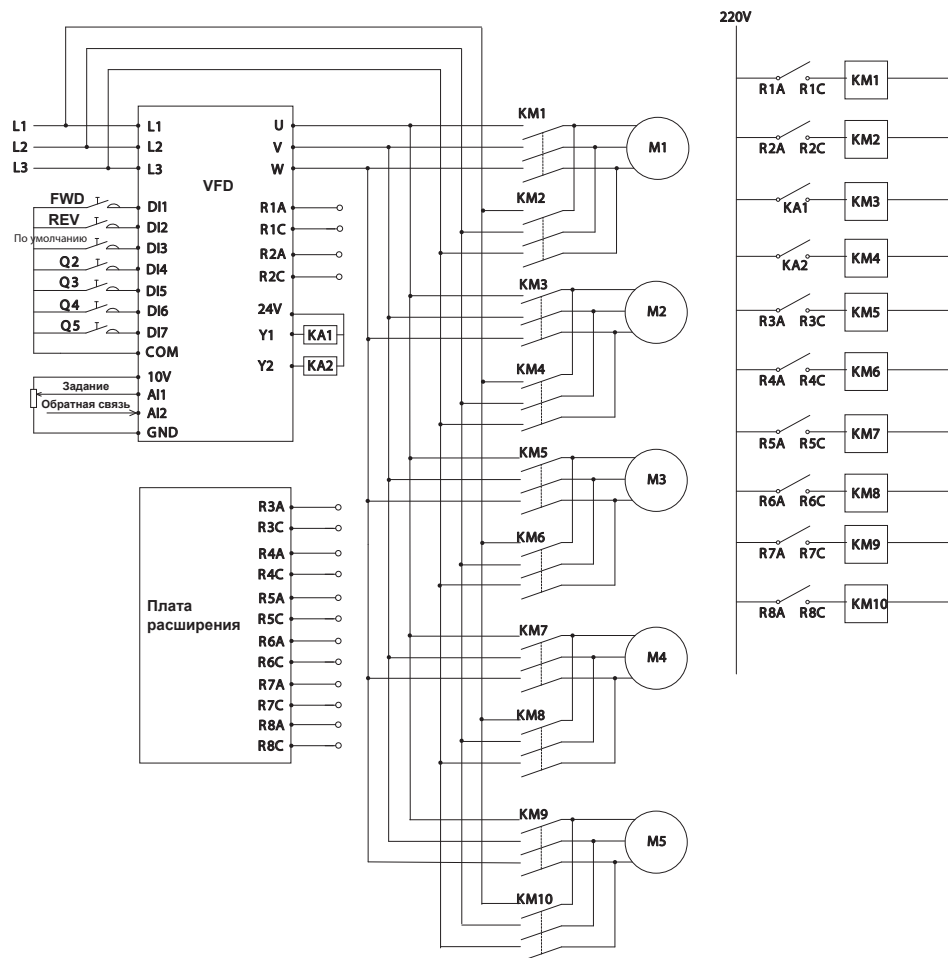 L1
L2
L3
L1
L2
L3
VFD
U
V
W
FWD
REV
По умолчанию
Q2
Q3
Q4
Q5
DI1
DI2
DI3
DI4
DI5
DI6
DI7
COM
10V
AI1
AI2
GND
Задание
Обратная связь
R1A
R1C
R2A
R2C
24V
Y1
Y2
KA1
KA2
Плата
расширения
R3A
R3C
R4A
R4C
R5A
R5C
R6A
R6C
R7A
R7C
R8A
R8C
KM1
M1
KM2
KM3
M2
KM4
KM5
M3
KM6
KM7
M4
KM8
KM9
M5
KM10
220V
R1A R1C KM1
R2A R2C KM2
KA1 KM3
KA2 KM4
R3A R3C KM5
R4A R4C KM6
R5A R5C KM7
R6A R6C KM8
R7A R7C KM9
R8A R8C KM10